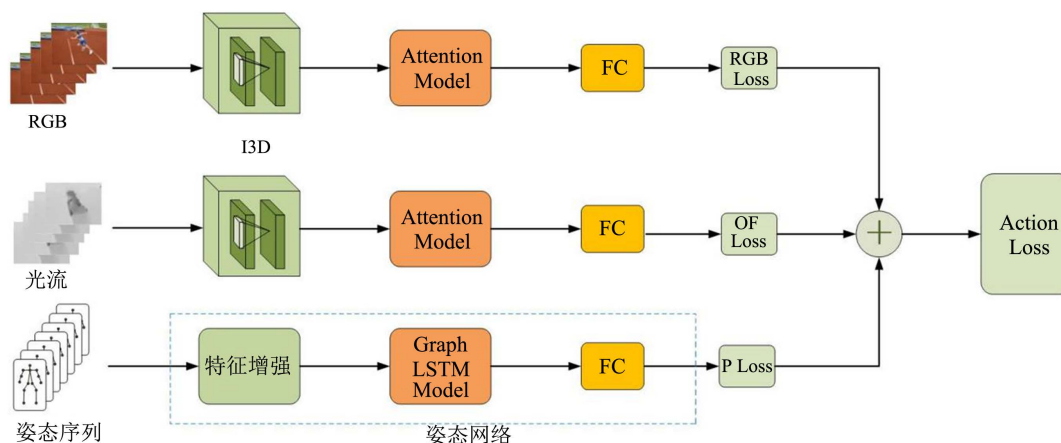 RGB
I3D
Attention
Model
FC
RGB
Loss
光流
Attention
Model
FC
OF
Loss
Action
Loss
姿态序列
特征增强
Graph
LSTM
Model
FC
P Loss
姿态网络